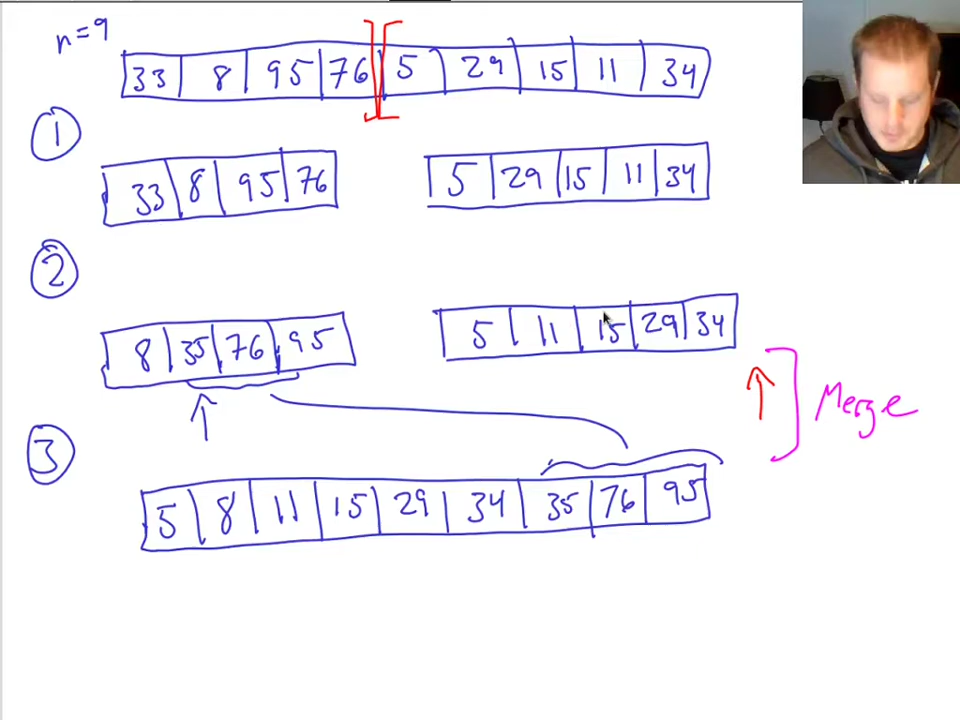 n=9
33 8 95 76 5 29 15 11 34
1
33 8 95 76 5 29 15 11 34
2
8 35 76 95 5 11 15 29 34
Merge
3
5 8 11 15 29 34 35 76 95